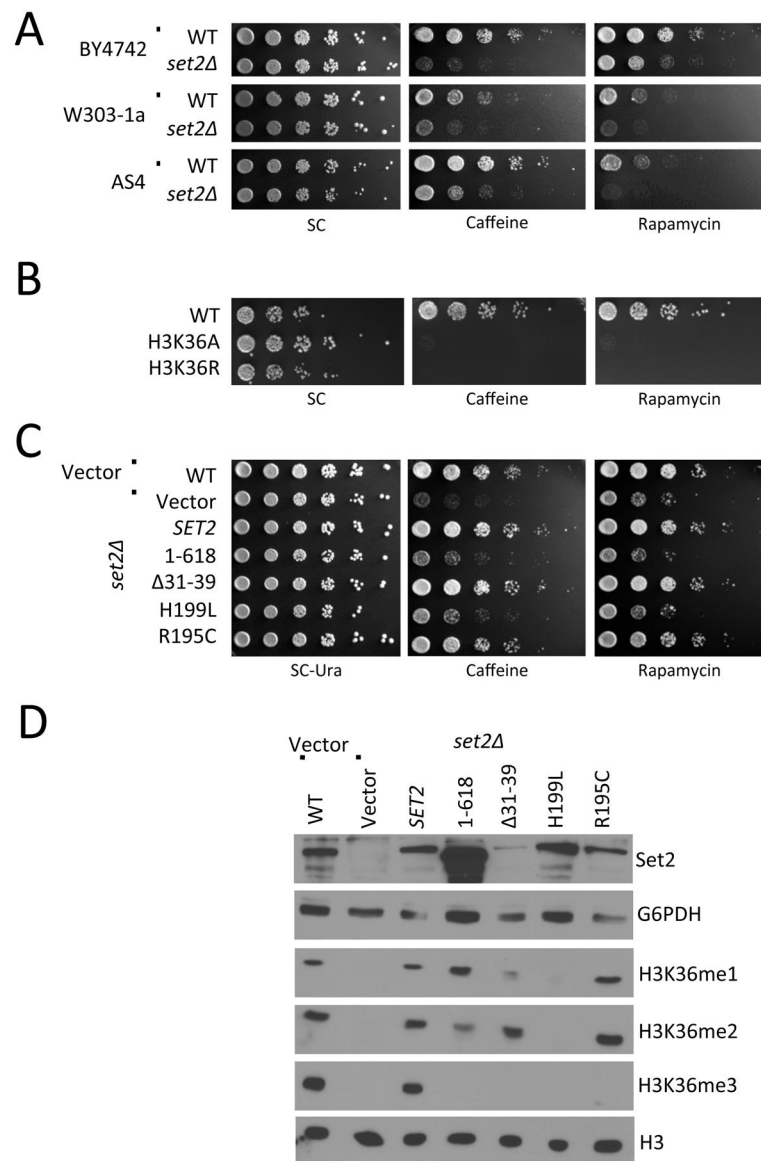 A
BY4742
WT
set2Δ
W303-1a
WT
set2Δ
AS4
WT
set2Δ
SC
Caffeine
Rapamycin
B
WT
H3K36A
H3K36R
SC
Caffeine
Rapamycin
C
Vector
WT
set2Δ
Vector
SET2
1-618
Δ31-39
H199L
R195C
SC-Ura
Caffeine
Rapamycin
D
Vector
set2Δ
WT
Vector
SET2
1-618
Δ31-39
H199L
R195C
Set2
G6PDH
H3K36me1
H3K36me2
H3K36me3
H3